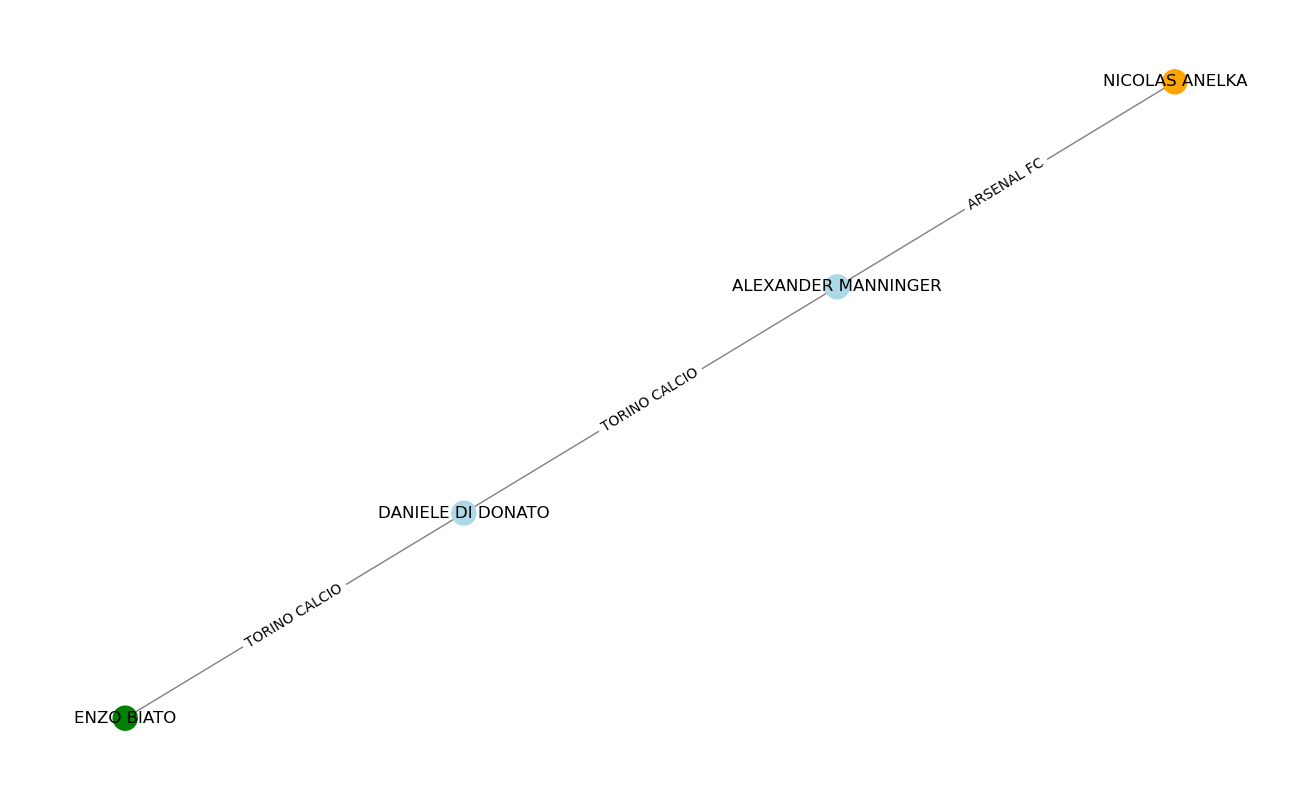 NICOLAS ANELKA
ARSENAL FC
ALEXANDER MANNINGER
TORINO CALCIO
DANIELE DI DONATO
TORINO CALCIO
ENZO BIATO